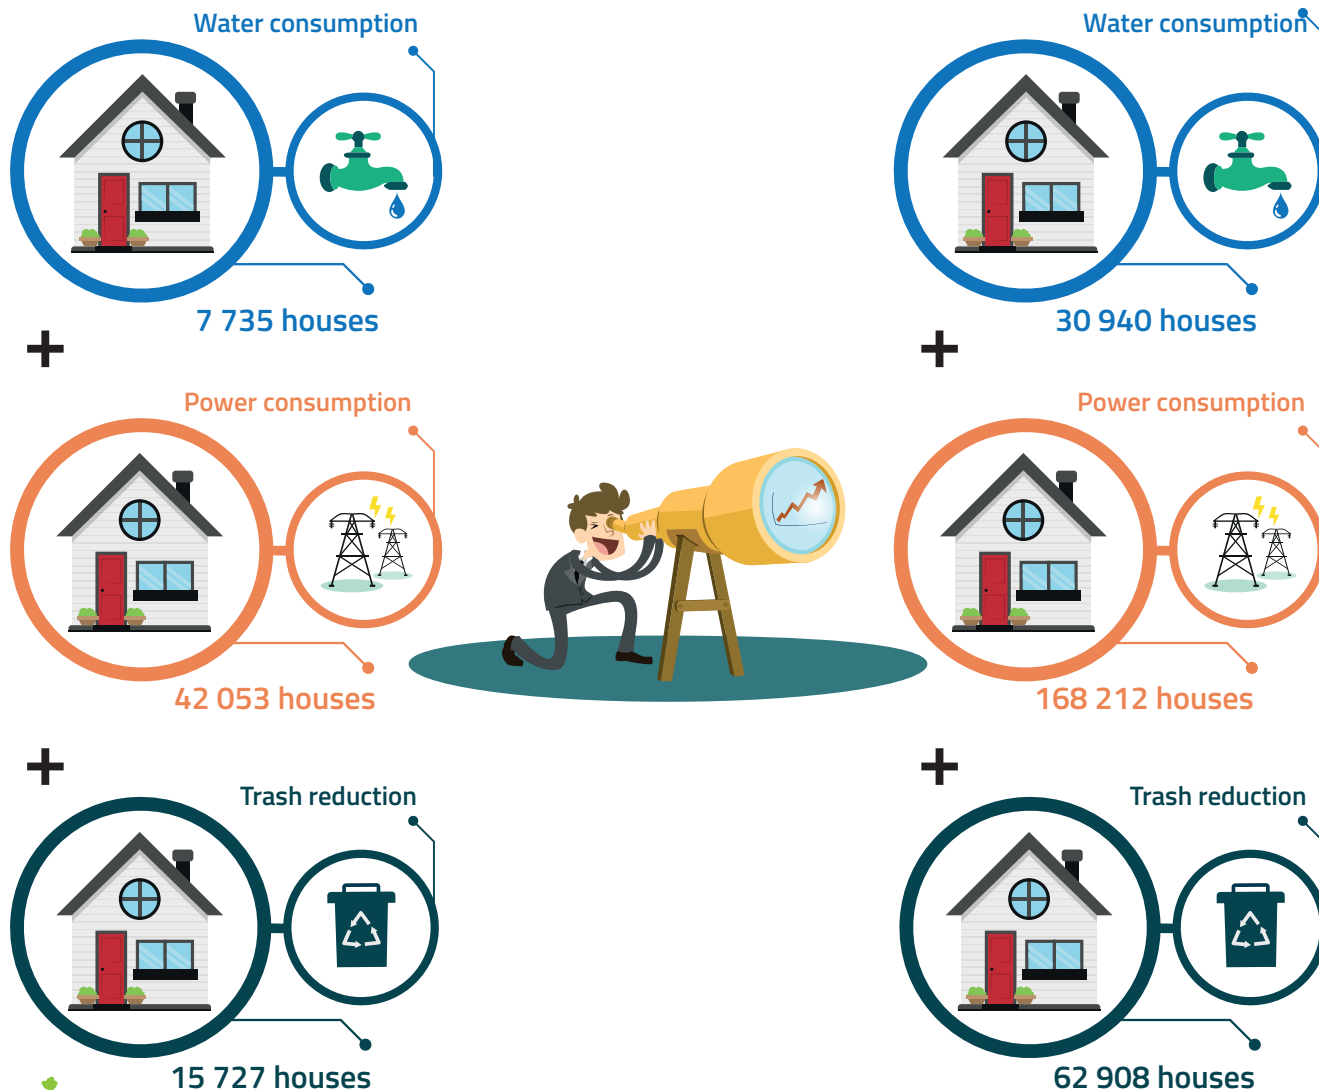 Water consumption
7 735 houses
+
Power consumption
42 053 houses
+
Trash reduction
15 727 houses
Water consumption
30 940 houses
+
Power consumption
168 212 houses
+
Trash reduction
62 908 houses